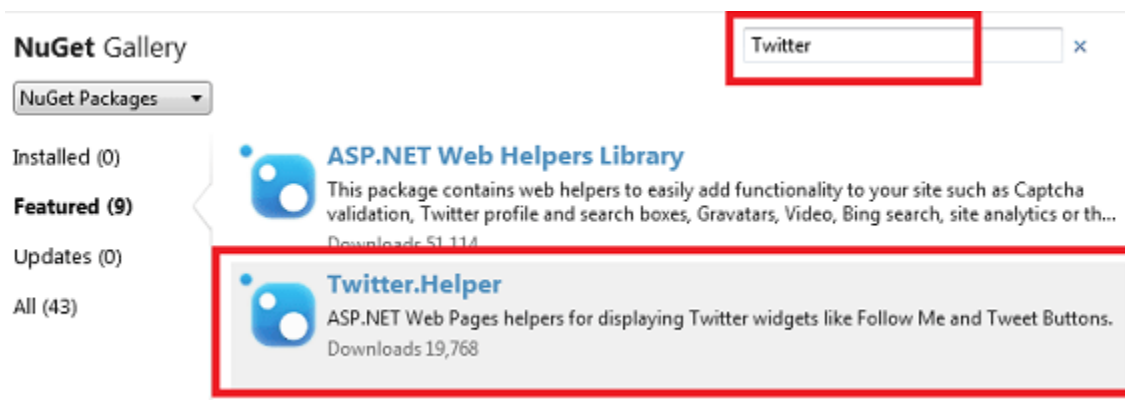 NuGet Gallery
Twitter
NuGet Packages
Installed (0)
Featured (9)
Updates (0)
All (43)
ASP.NET Web Helpers Library
This package contains web helpers to easily add functionality to your site such as Captcha
validation, Twitter profile and search boxes, Gravatars, Video, Bing search, site analytics or th...
Downloads 51,114
Twitter.Helper
ASP.NET Web Pages helpers for displaying Twitter widgets like Follow Me and Tweet Buttons.
Downloads 19,768